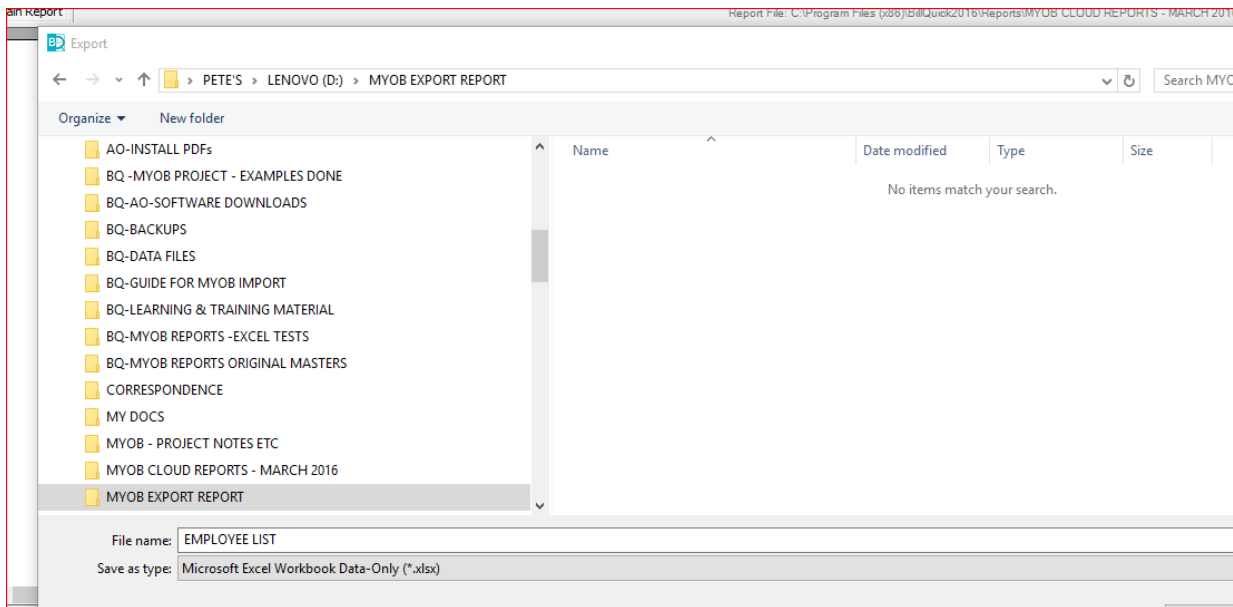 ain Report
Report File: C:\Program Files (x86)\BillQuick2016\Reports\MYOB CLOUD REPORTS - MARCH 201
BQ Export
PETE'S > LENOVO (D:) > MYOB EXPORT REPORT
Search MYO
Organize
New folder
Name
Date modified
Type
Size
No items match your search.
AO-INSTALL PDFs
BQ -MYOB PROJECT - EXAMPLES DONE
BQ-AO-SOFTWARE DOWNLOADS
BQ-BACKUPS
BQ-DATA FILES
BQ-GUIDE FOR MYOB IMPORT
BQ-LEARNING & TRAINING MATERIAL
BQ-MYOB REPORTS -EXCEL TESTS
BQ-MYOB REPORTS ORIGINAL MASTERS
CORRESPONDENCE
MY DOCS
MYOB - PROJECT NOTES ETC
MYOB CLOUD REPORTS - MARCH 2016
MYOB EXPORT REPORT
File name: EMPLOYEE LIST
Save as type: Microsoft Excel Workbook Data-Only (*.xlsx)